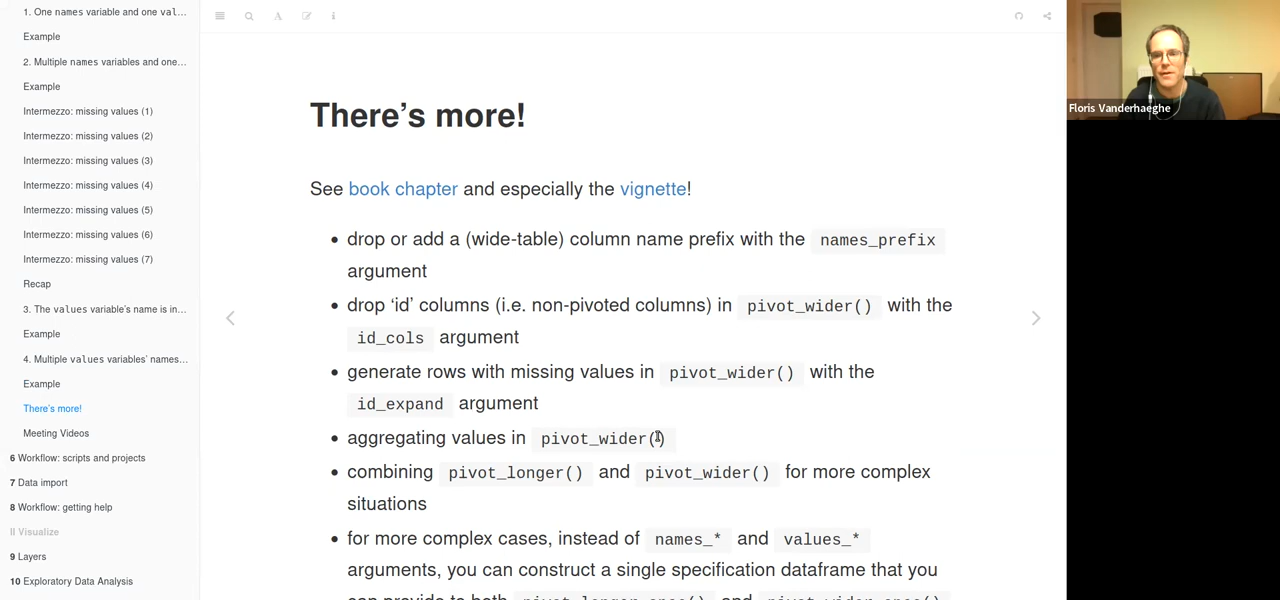 1. One names variable and one val...
Example
2. Multiple names variables and one...
Example
Intermezzo: missing values (1)
Intermezzo: missing values (2)
Intermezzo: missing values (3)
Intermezzo: missing values (4)
Intermezzo: missing values (5)
Intermezzo: missing values (6)
Intermezzo: missing values (7)
Recap
3. The values variable's name is in...
Example
4. Multiple values variables' names...
Example
There's more!
Meeting Videos
6 Workflow: scripts and projects
7 Data import
8 Workflow: getting help
II Visualize
9 Layers
10 Exploratory Data Analysis
There's more!
See book chapter and especially the vignette!
• drop or add a (wide-table) column name prefix with the names_prefix
argument
• drop ‘id’ columns (i.e. non-pivoted columns) in pivot_wider() with the
id_cols argument
• generate rows with missing values in pivot_wider() with the
id_expand argument
• aggregating values in pivot_wider()
• combining pivot_longer() and pivot_wider() for more complex
situations
• for more complex cases, instead of names_* and values_*
arguments, you can construct a single specification dataframe that you
can provide to both pivot_longer_spec() and pivot_wider_spec()
Floris Vanderhaeghe